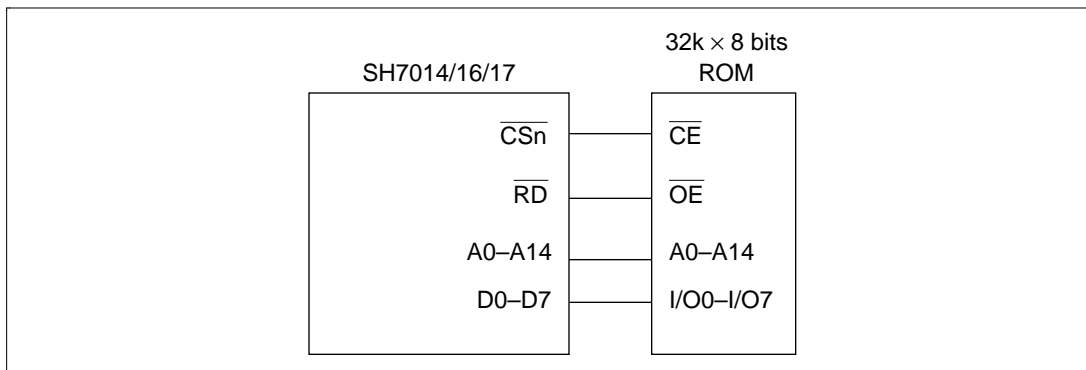 32k × 8 bits
SH7014/16/17 ROM
CSn CE
RD OE
A0–A14 A0–A14
D0–D7 I/O0–I/O7